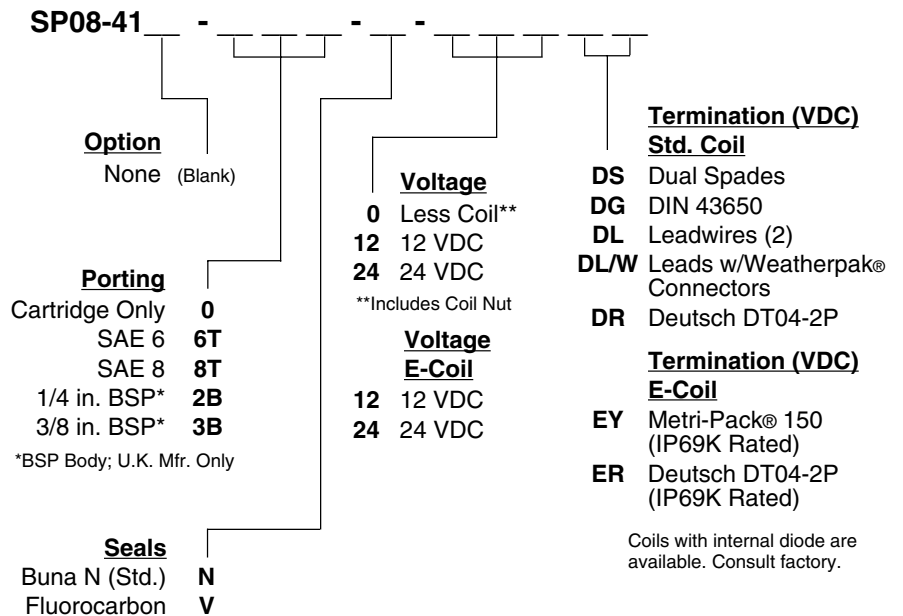 SP08-41__ - __ __ __ - __ - __ __ __ __ __
Option
None (Blank)
Porting
Cartridge Only 0
SAE 6 6T
SAE 8 8T
1/4 in. BSP* 2B
3/8 in. BSP* 3B
*BSP Body; U.K. Mfr. Only
Seals
Buna N (Std.) N
Fluorocarbon V
Voltage
0 Less Coil**
12 12 VDC
24 24 VDC
**Includes Coil Nut
Voltage
E-Coil
12 12 VDC
24 24 VDC
Termination (VDC)
Std. Coil
DS Dual Spades
DG DIN 43650
DL Leadwires (2)
DL/W Leads w/Weatherpak®
Connectors
DR Deutsch DT04-2P
Termination (VDC)
E-Coil
EY Metri-Pack® 150
(IP69K Rated)
ER Deutsch DT04-2P
(IP69K Rated)
Coils with internal diode are
available. Consult factory.